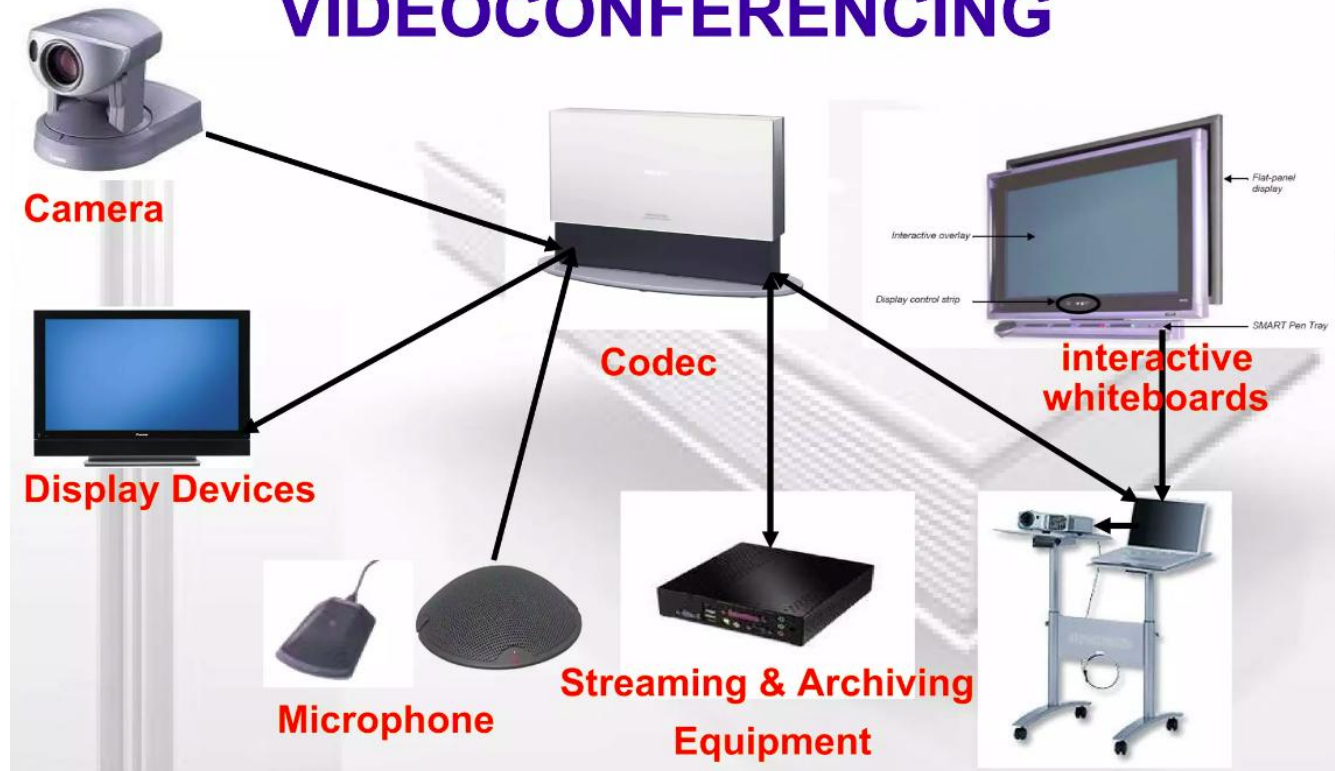 VIDEOCONFERENCING
Camera
Flat-panel
display
Interactive overlay
Display control strip
SMART Pen Tray
Codec
interactive
whiteboards
Display Devices
Microphone
Streaming & Archiving
Equipment